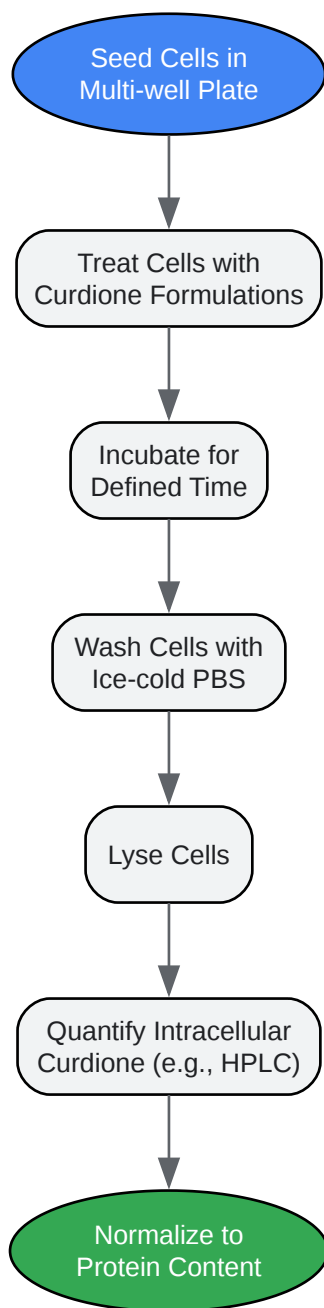 Seed Cells in
Multi-well Plate
Treat Cells with
Curdione Formulations
Incubate for
Defined Time
Wash Cells with
Ice-cold PBS
Lyse Cells
Quantify Intracellular
Curdione (e.g., HPLC)
Normalize to
Protein Content